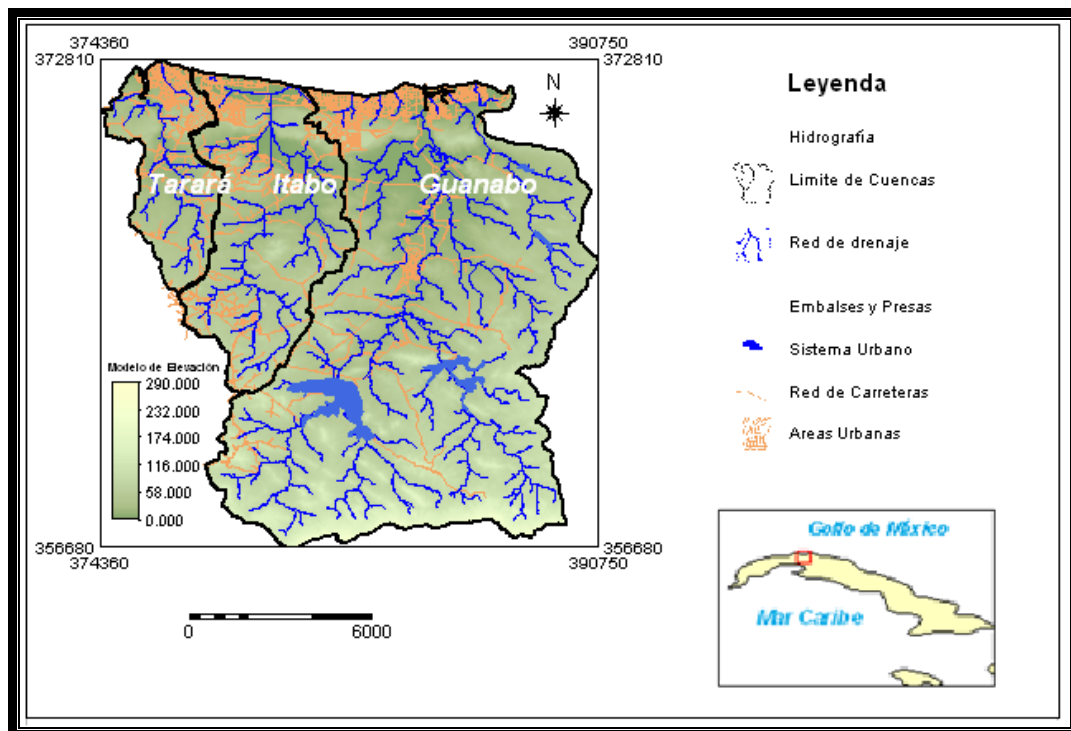 374360
390750
372810
372810
N
Tarará
Itabo
Guanabo
Modelo de Elevación
290.000
232.000
174.000
116.000
58.000
0.000
356680
356680
374360
390750
0
6000
Leyenda
Hidrografía
Limite de Cuencas
Red de drenaje
Embalses y Presas
Sistema Urbano
Red de Carreteras
Areas Urbanas
Golfo de México
Mar Caribe